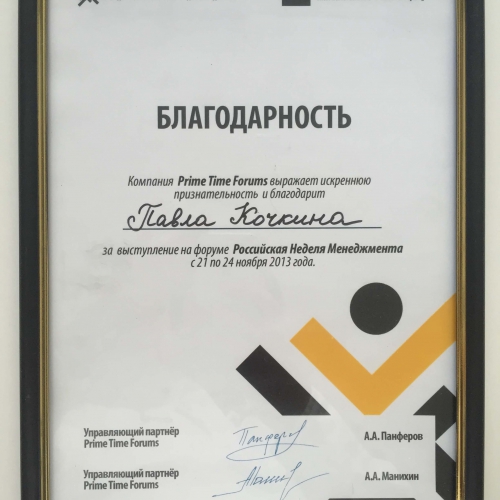 БЛАГОДАРНОСТЬ
Компания Prime Time Forums выражает искреннюю
признательность и благодарит
Павла Кочкина
за выступление на форуме Российская Неделя Менеджмента
с 21 по 24 ноября 2013 года.
Управляющий партнёр
Prime Time Forums
Панферов
А.А. Панферов
Управляющий партнёр
Prime Time Forums
А.А. Манихин